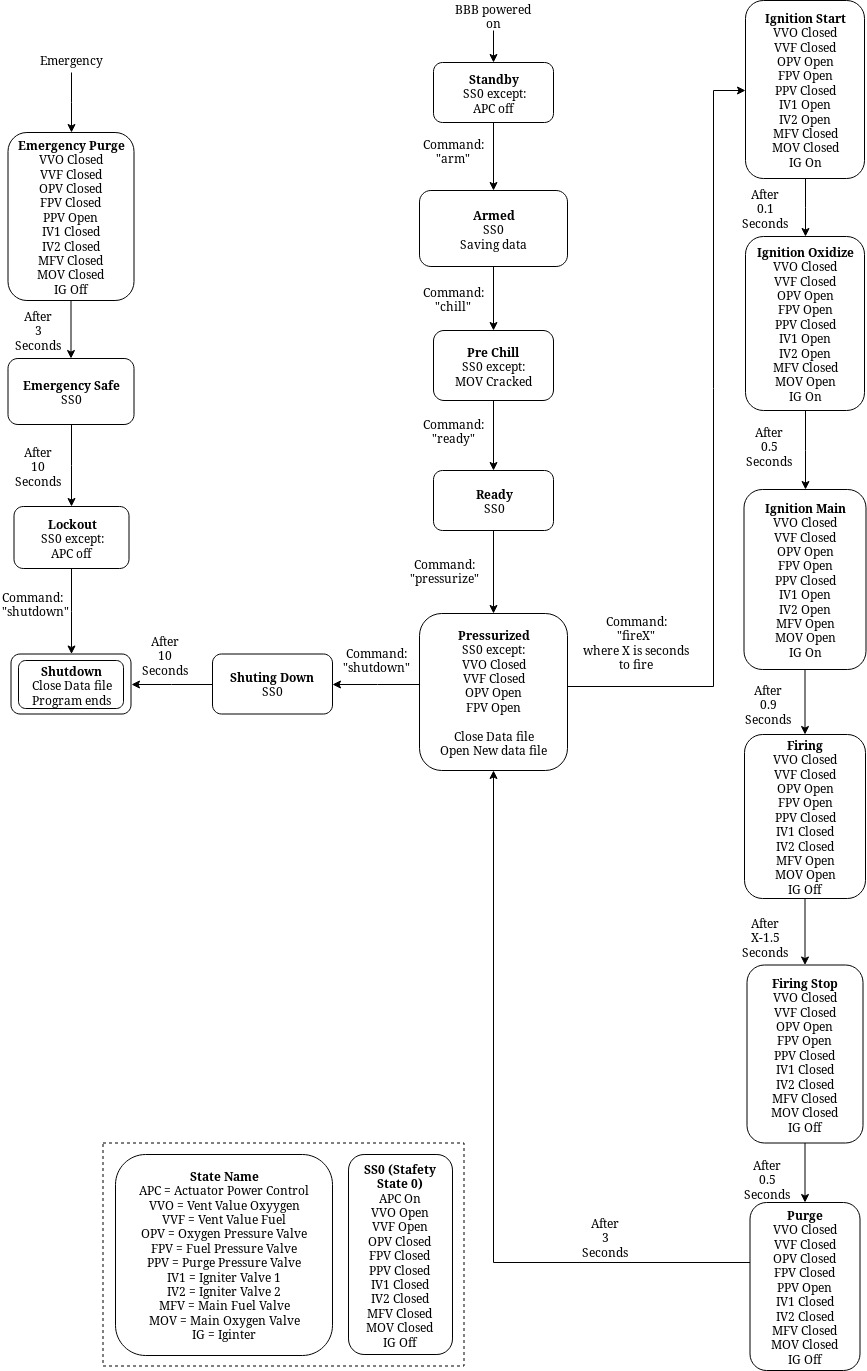 BBB powered
on
Standby
SS0 except:
APC off
Command:
"arm"
Armed
SS0
Saving data
Command:
"chill"
Pre Chill
SS0 except:
MOV Cracked
Command:
"ready"
Ready
SS0
Command:
"pressurize"
Pressurized
SS0 except:
VVO Closed
VVF Closed
OPV Open
FPV Open
Close Data file
Open New data file
Command:
"shutdown"
Shuting Down
SS0
After
10
Seconds
Shutdown
Close Data file
Program ends
Emergency
Emergency Purge
VVO Closed
VVF Closed
OPV Closed
FPV Closed
PPV Open
IV1 Closed
IV2 Closed
MFV Closed
MOV Closed
IG Off
After
3
Seconds
Emergency Safe
SS0
After
10
Seconds
Lockout
SS0 except:
APC off
Command:
"shutdown"
Command:
"fireX"
where X is seconds
to fire
Ignition Start
VVO Closed
VVF Closed
OPV Open
FPV Open
PPV Closed
IV1 Open
IV2 Open
MFV Closed
MOV Closed
IG On
After
0.1
Seconds
Ignition Oxidize
VVO Closed
VVF Closed
OPV Open
FPV Open
PPV Closed
IV1 Open
IV2 Open
MFV Closed
MOV Open
IG On
After
0.5
Seconds
Ignition Main
VVO Closed
VVF Closed
OPV Open
FPV Open
PPV Closed
IV1 Open
IV2 Open
MFV Open
MOV Open
IG On
After
0.9
Seconds
Firing
VVO Closed
VVF Closed
OPV Open
FPV Open
PPV Closed
IV1 Closed
IV2 Closed
MFV Open
MOV Open
IG Off
After
X-1.5
Seconds
Firing Stop
VVO Closed
VVF Closed
OPV Open
FPV Open
PPV Closed
IV1 Closed
IV2 Closed
MFV Closed
MOV Closed
IG Off
After
0.5
Seconds
Purge
VVO Closed
VVF Closed
OPV Closed
FPV Closed
PPV Open
IV1 Closed
IV2 Closed
MFV Closed
MOV Closed
IG Off
After
3
Seconds
State Name
APC = Actuator Power Control
VVO = Vent Value Oxyygen
VVF = Vent Value Fuel
OPV = Oxygen Pressure Valve
FPV = Fuel Pressure Valve
PPV = Purge Pressure Valve
IV1 = Igniter Valve 1
IV2 = Igniter Valve 2
MFV = Main Fuel Valve
MOV = Main Oxygen Valve
IG = Iginter
SS0 (Stafety
State 0)
APC On
VVO Open
VVF Open
OPV Closed
FPV Closed
PPV Closed
IV1 Closed
IV2 Closed
MFV Closed
MOV Closed
IG Off